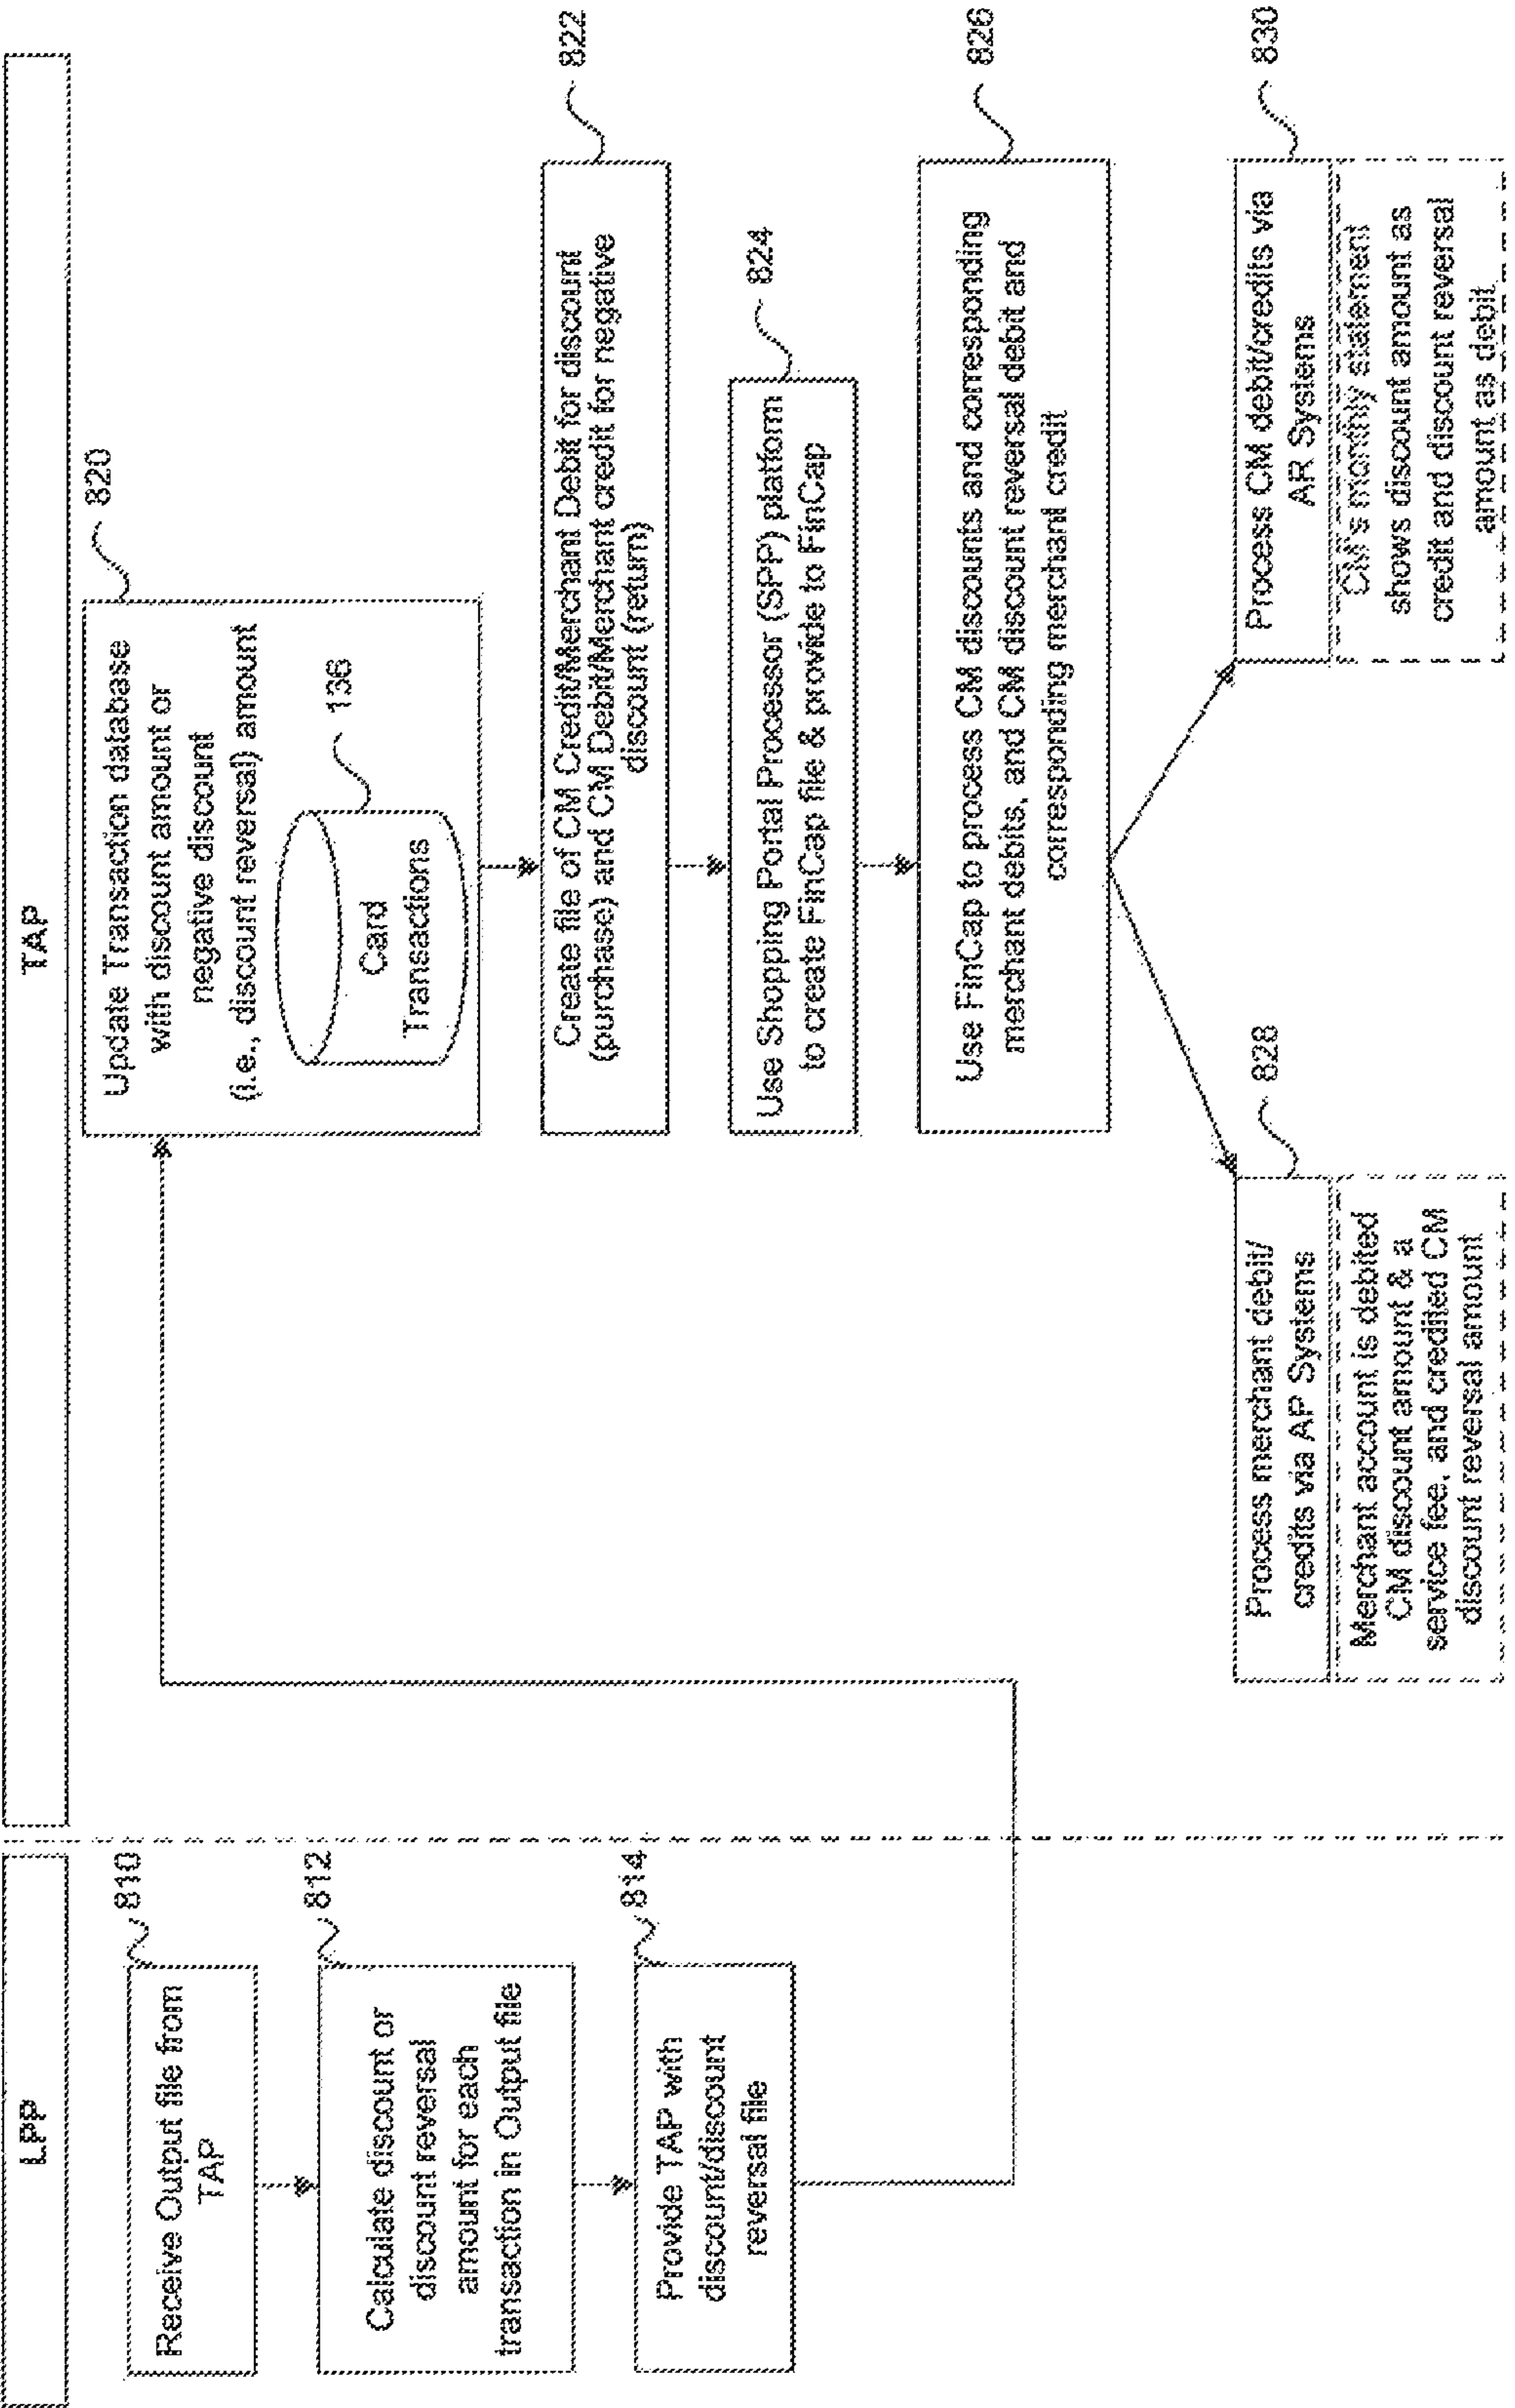 LPP
810
Receive Output file from
TAP
812
Calculate discount or
discount reversal
amount for each
transaction in Output file
814
Provide TAP with
discount/discount
reversal file
TAP
820
Update Transaction database
with discount amount or
negative discount
(i.e., discount reversal) amount
136
Card
Transactions
822
Create file of CM Credit/Merchant Debit for discount
(purchase) and CM Debit/Merchant credit for negative
discount (return)
824
Use Shopping Portal Processor (SPP) platform
to create FinCap file & provide to FinCap
826
Use FinCap to process CM discounts and corresponding
merchant debits, and CM discount reversal debit and
corresponding merchant credit
828
Process merchant debit/
credits via AP Systems
Merchant account is debited
CM discount amount & a
service fee, and credited CM
discount reversal amount
830
Process CM debit/credits via
AR Systems
CM's monthly statement
shows discount amount as
credit and discount reversal
amount as debit